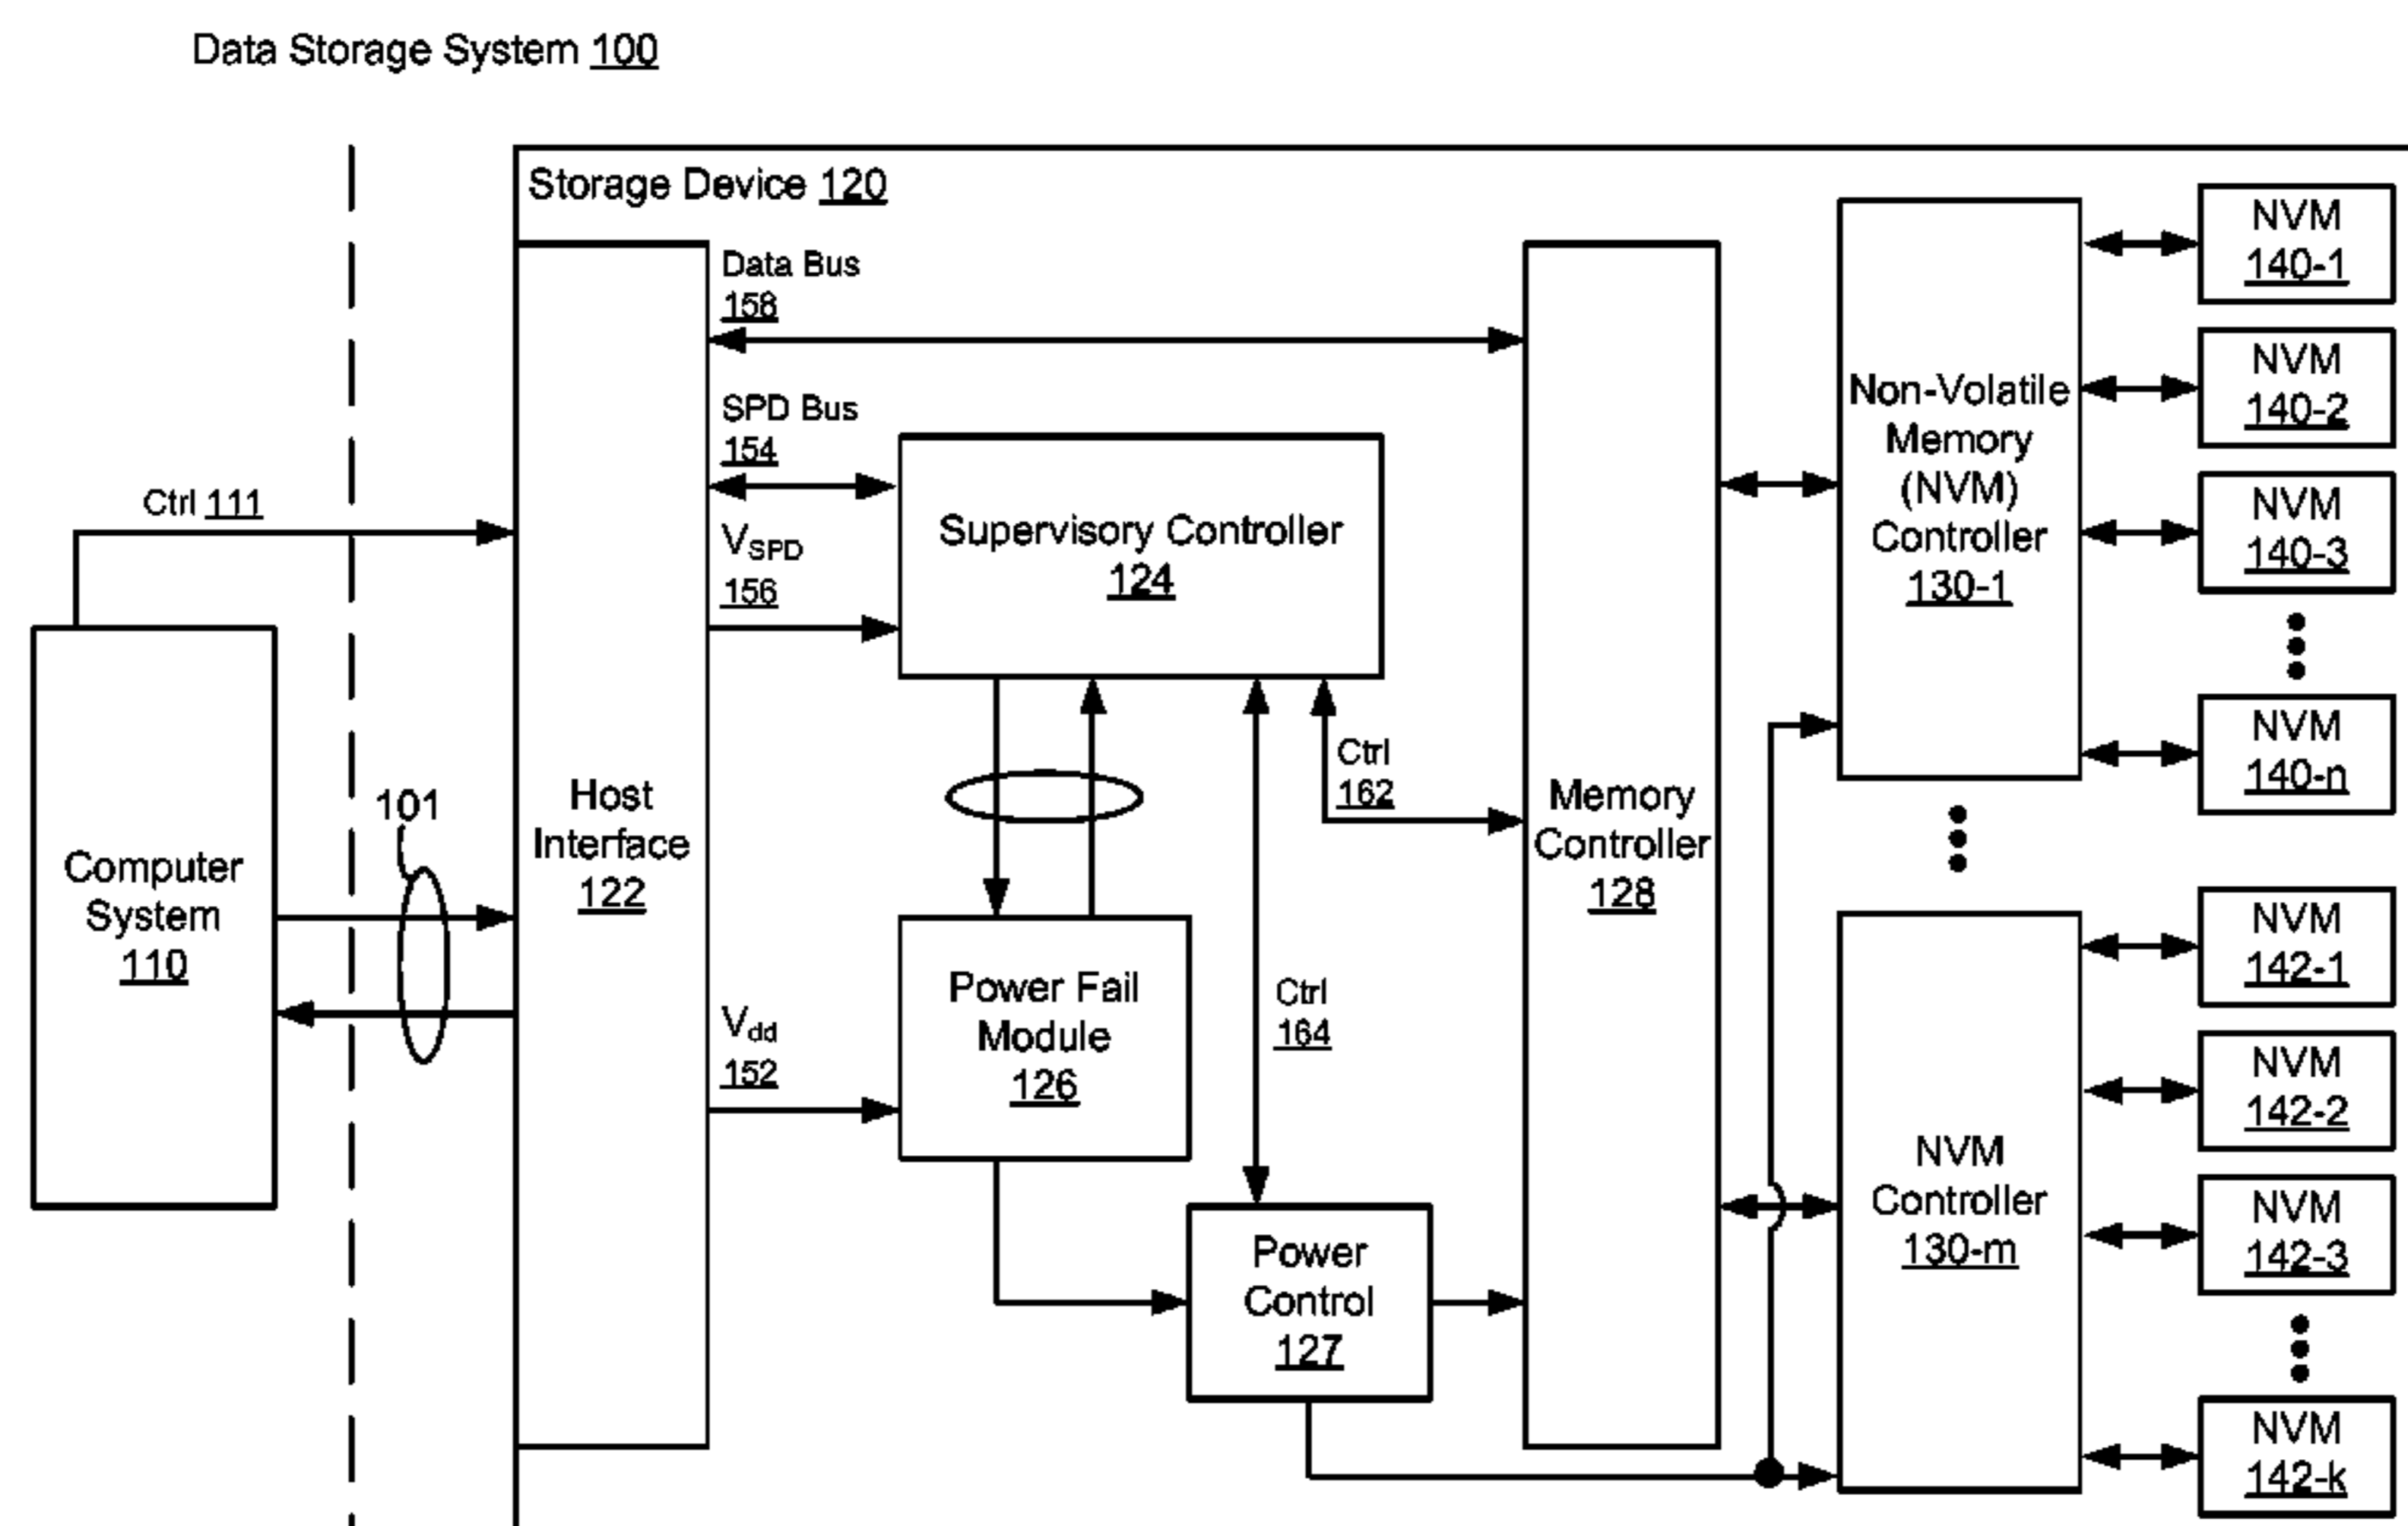 Data Storage System 100
Storage Device 120
Ctrl 111
Computer
System
110
101
Host
Interface
122
Data Bus
158
SPD Bus
154
VSPD
156
Vdd
152
Supervisory Controller
124
Power Fail
Module
126
Ctrl
162
Ctrl
164
Power
Control
127
Memory
Controller
128
Non-Volatile
Memory
(NVM)
Controller
130-1
NVM
Controller
130-m
NVM
140-1
NVM
140-2
NVM
140-3
NVM
140-n
NVM
142-1
NVM
142-2
NVM
142-3
NVM
142-k